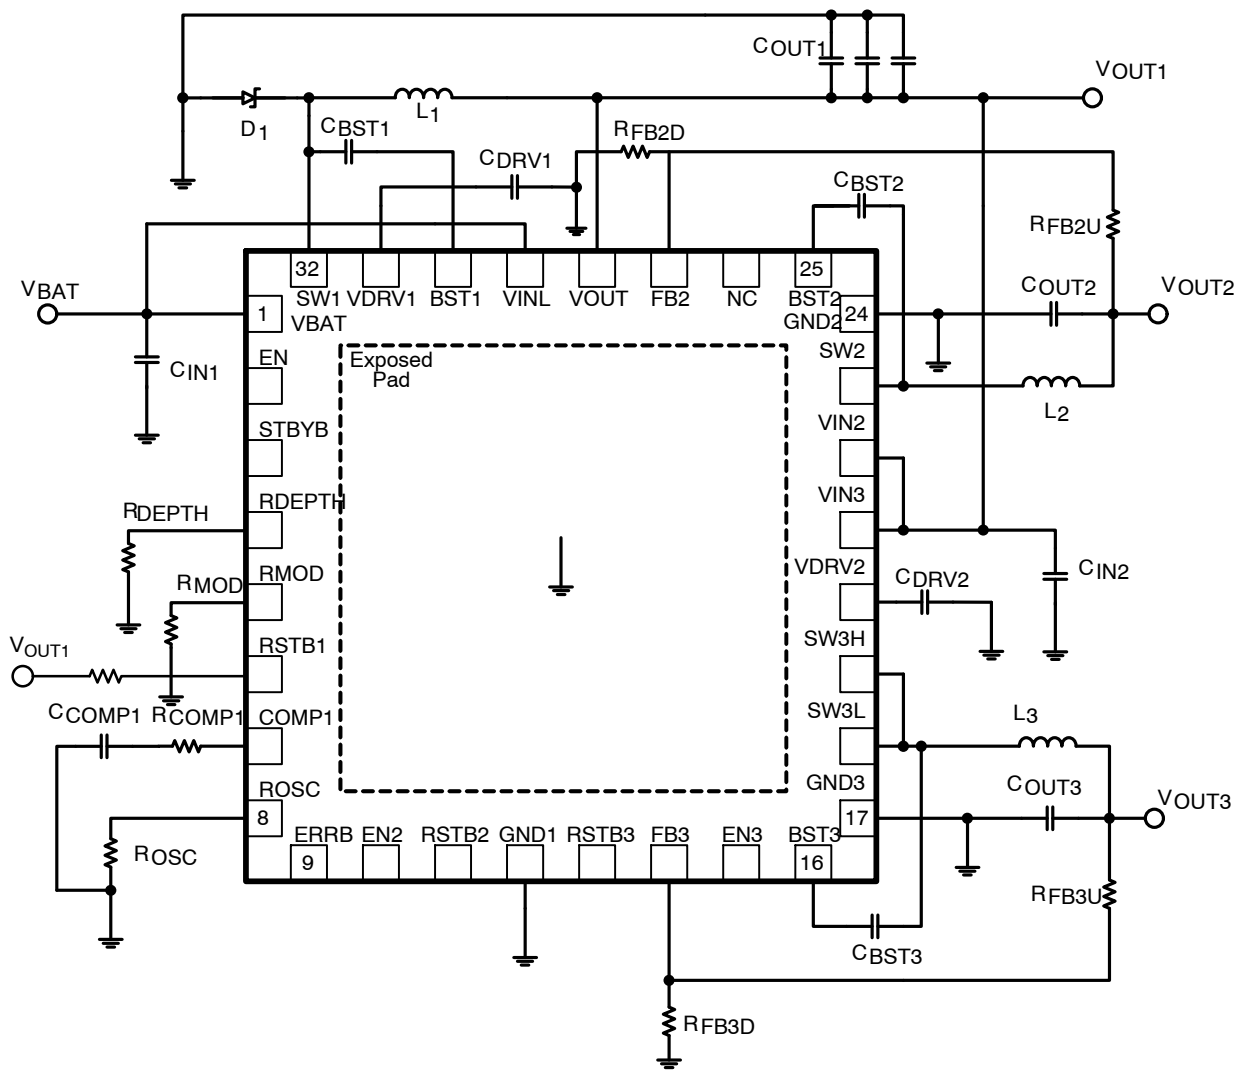 COUT1
VOUT1
D1
L1
CBST1
RFB2D
CDRV1
CBST2
RFB2U
VBAT
COUT2
VOUT2
32
25
SW1
VDRV1
BST1
VINL
VOUT
FB2
NC
BST2
1
VBAT
GND2
24
CIN1
EN
Exposed
Pad
SW2
L2
STBYB
VIN2
RDEPTH
RDEPTH
VIN3
RMOD
RMOD
VDRV2
CDRV2
CIN2
VOUT1
RSTB1
SW3H
CCOMP1
RCOMP1
COMP1
SW3L
L3
ROSC
GND3
COUT3
VOUT3
8
17
ROSC
ERRB
EN2
RSTB2
GND1
RSTB3
FB3
EN3
BST3
9
16
RFB3U
CBST3
RFB3D